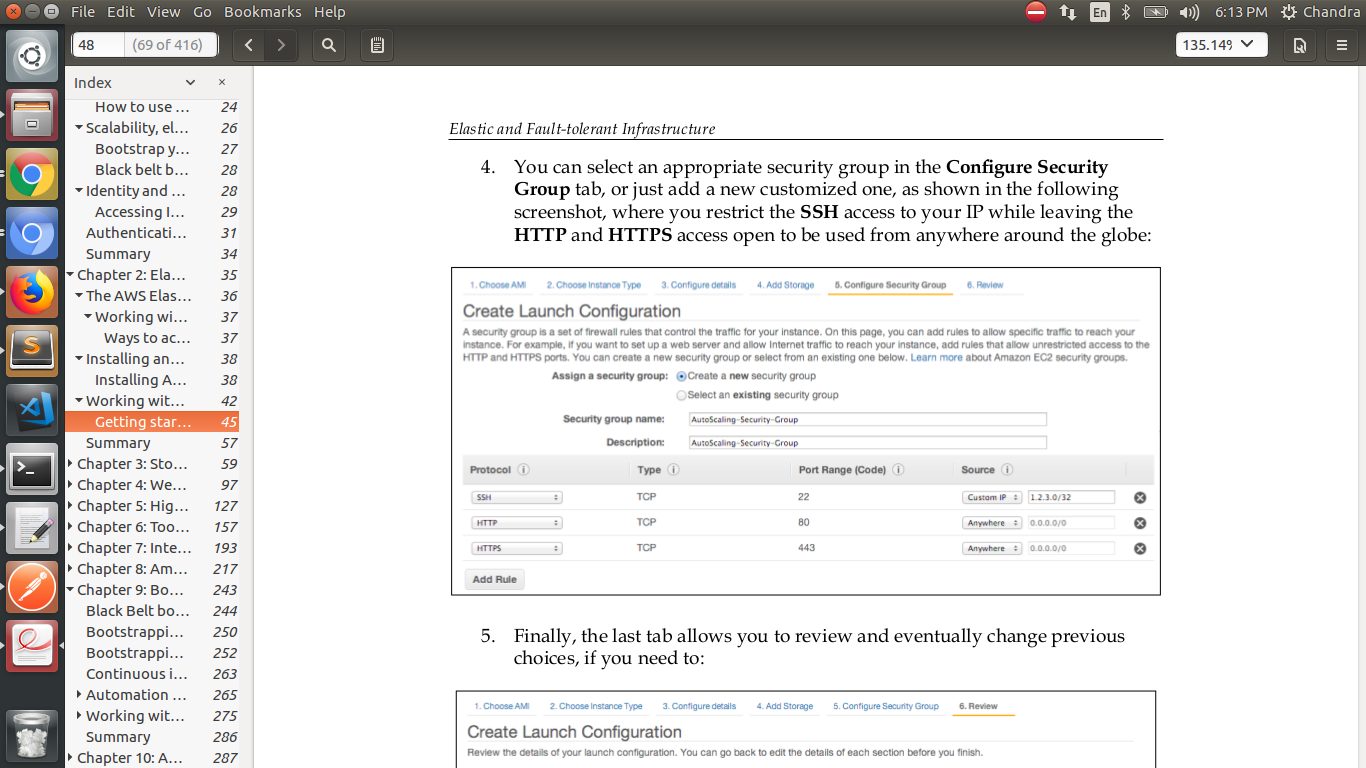 File Edit View Go Bookmarks Help
En
6:13 PM
Chandra
48 (69 of 416)
135.14%
Index
How to use ... 24
Scalability, el... 26
Bootstrap y... 27
Black belt b... 28
Identity and ... 28
Accessing I... 29
Authenticati... 31
Summary 34
Chapter 2: Ela... 35
The AWS Elas... 36
Working wi... 37
Ways to ac... 37
Installing an... 38
Installing A... 38
Working wit... 42
Getting star... 45
Summary 57
Chapter 3: Sto... 59
Chapter 4: We... 97
Chapter 5: Hig... 127
Chapter 6: Too... 157
Chapter 7: Inte... 193
Chapter 8: Am... 217
Chapter 9: Bo... 243
Black Belt bo... 244
Bootstrappi... 250
Bootstrappi... 252
Continuous i... 263
Automation ... 265
Working wit... 275
Summary 286
Chapter 10: A... 287
Elastic and Fault-tolerant Infrastructure
4. You can select an appropriate security group in the Configure Security
Group tab, or just add a new customized one, as shown in the following
screenshot, where you restrict the SSH access to your IP while leaving the
HTTP and HTTPS access open to be used from anywhere around the globe:
1. Choose AMI 2. Choose Instance Type 3. Configure details 4. Add Storage 5. Configure Security Group 6. Review
Create Launch Configuration
A security group is a set of firewall rules that control the traffic for your instance. On this page, you can add rules to allow specific traffic to reach your
instance. For example, if you want to set up a web server and allow Internet traffic to reach your instance, add rules that allow unrestricted access to the
HTTP and HTTPS ports. You can create a new security group or select from an existing one below. Learn more about Amazon EC2 security groups.
Assign a security group: Create a new security group
Select an existing security group
Security group name: AutoScaling-Security-Group
Description: AutoScaling-Security-Group
Protocol Type Port Range (Code) Source
SSH TCP 22 Custom IP 1.2.3.0/32
HTTP TCP 80 Anywhere 0.0.0.0/0
HTTPS TCP 443 Anywhere 0.0.0.0/0
Add Rule
5. Finally, the last tab allows you to review and eventually change previous
choices, if you need to:
1. Choose AMI 2. Choose Instance Type 3. Configure details 4. Add Storage 5. Configure Security Group 6. Review
Create Launch Configuration
Review the details of your launch configuration. You can go back to edit the details of each section before you finish.